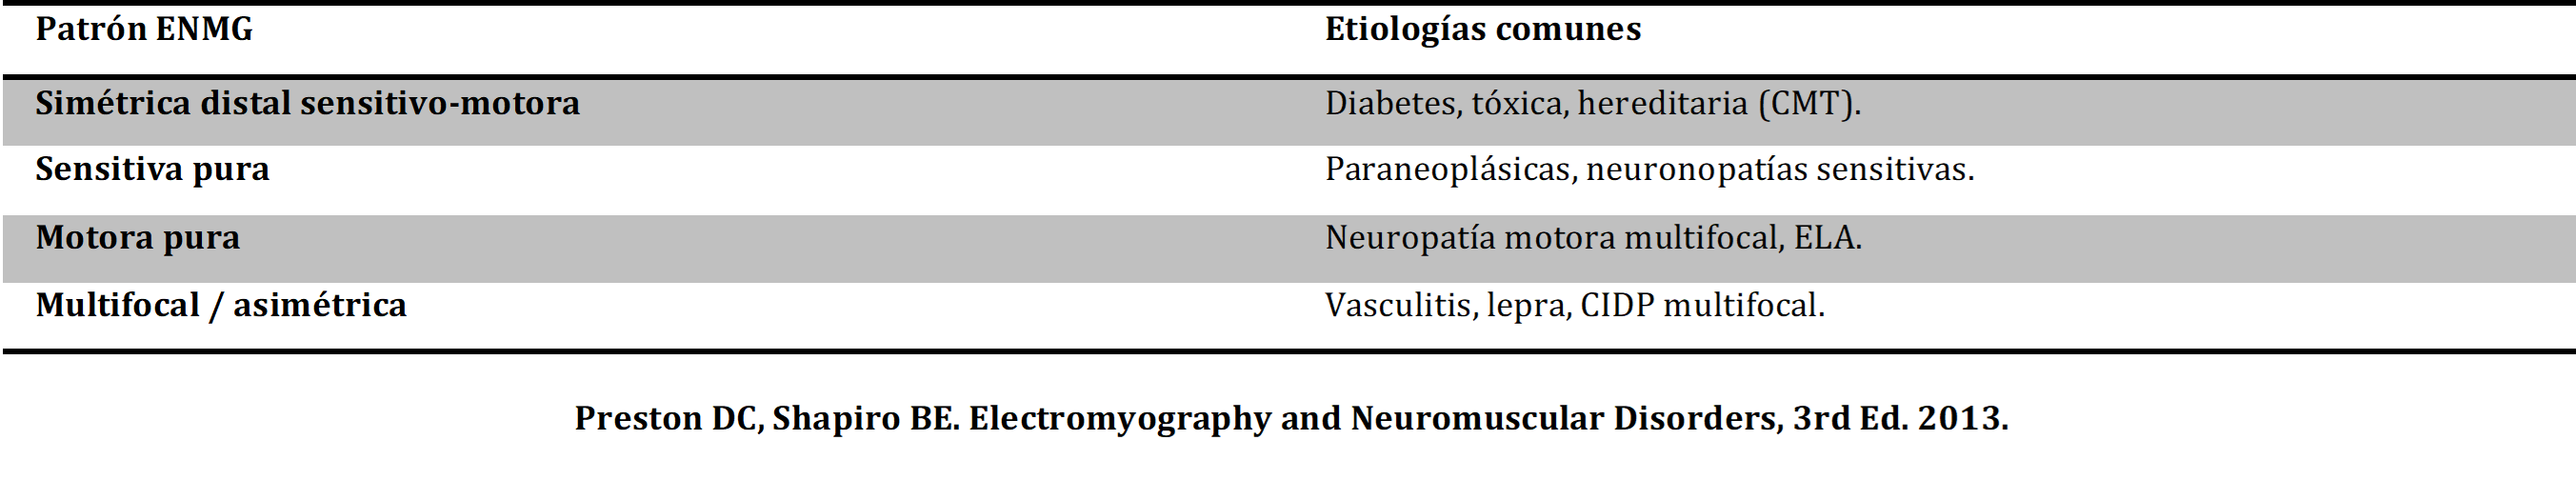 Patrón ENMG Etiologías comunes
Simétrica distal sensitivo-motora Diabetes, tóxica, hereditaria (CMT).
Sensitiva pura Paraneoplásicas, neuronopatías sensitivas.
Motora pura Neuropatía motora multifocal, ELA.
Multifocal / asimétrica Vasculitis, lepra, CIDP multifocal.
Preston DC, Shapiro BE. Electromyography and Neuromuscular Disorders, 3rd Ed. 2013.